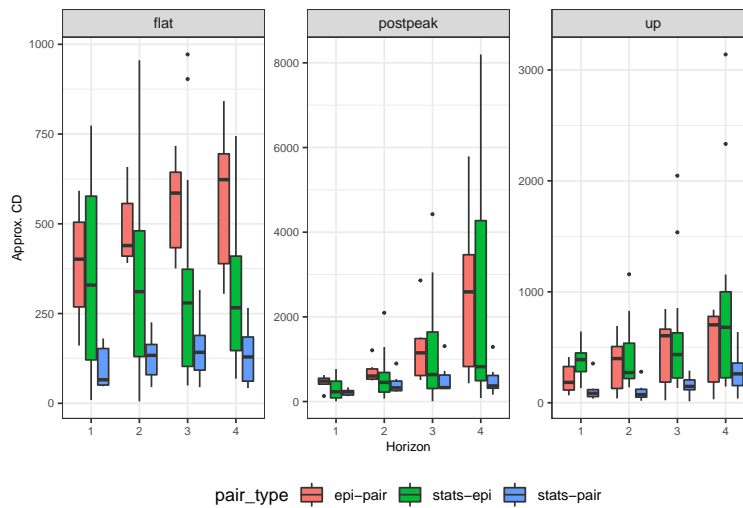 flat
postpeak
up
1000
750
500
250
0
8000
6000
4000
2000
0
3000
2000
1000
0
Approx. CD
1 2 3 4
1 2 3 4
1 2 3 4
Horizon
pair_type epi−pair stats−epi stats−pair